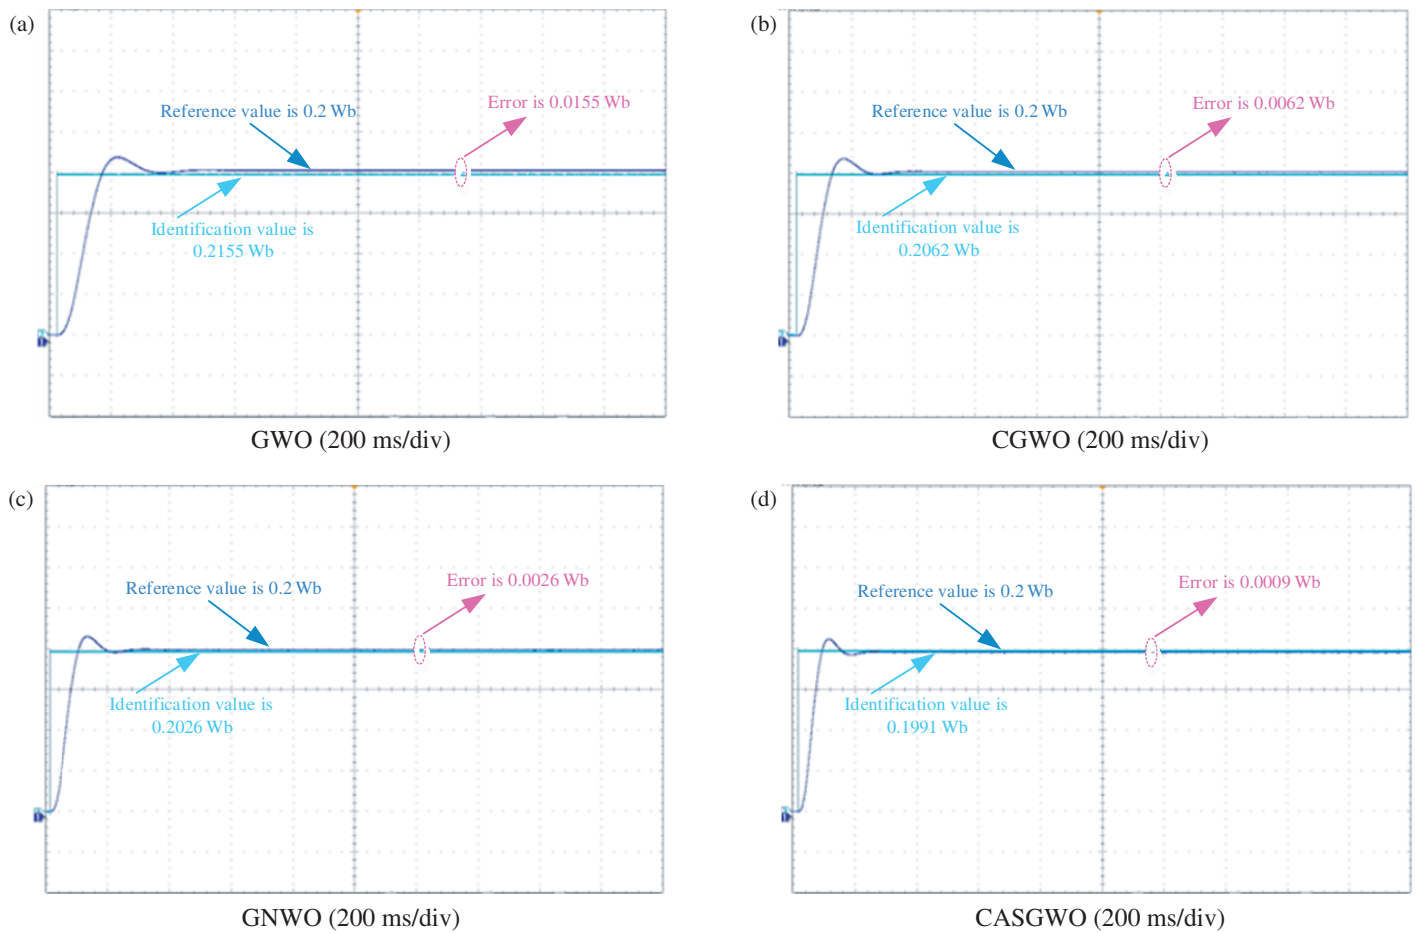 (a)
Reference value is 0.2 Wb
Error is 0.0155 Wb
Identification value is
0.2155 Wb
GWO (200 ms/div)
(b)
Reference value is 0.2 Wb
Error is 0.0062 Wb
Identification value is
0.2062 Wb
CGWO (200 ms/div)
(c)
Reference value is 0.2 Wb
Error is 0.0026 Wb
Identification value is
0.2026 Wb
GNWO (200 ms/div)
(d)
Reference value is 0.2 Wb
Error is 0.0009 Wb
Identification value is
0.1991 Wb
CASGWO (200 ms/div)